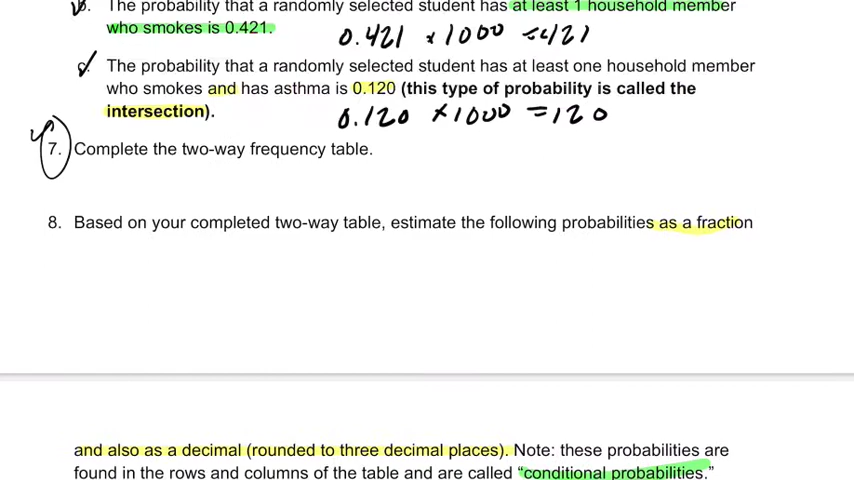 b. The probability that a randomly selected student has at least 1 household member
who smokes is 0.421. 0.421 x 1000 = 421
c. The probability that a randomly selected student has at least one household member
who smokes and has asthma is 0.120 (this type of probability is called the
intersection). 0.120 x 1000 = 120
7. Complete the two-way frequency table.
8. Based on your completed two-way table, estimate the following probabilities as a fraction
and also as a decimal (rounded to three decimal places). Note: these probabilities are
found in the rows and columns of the table and are called “conditional probabilities.”